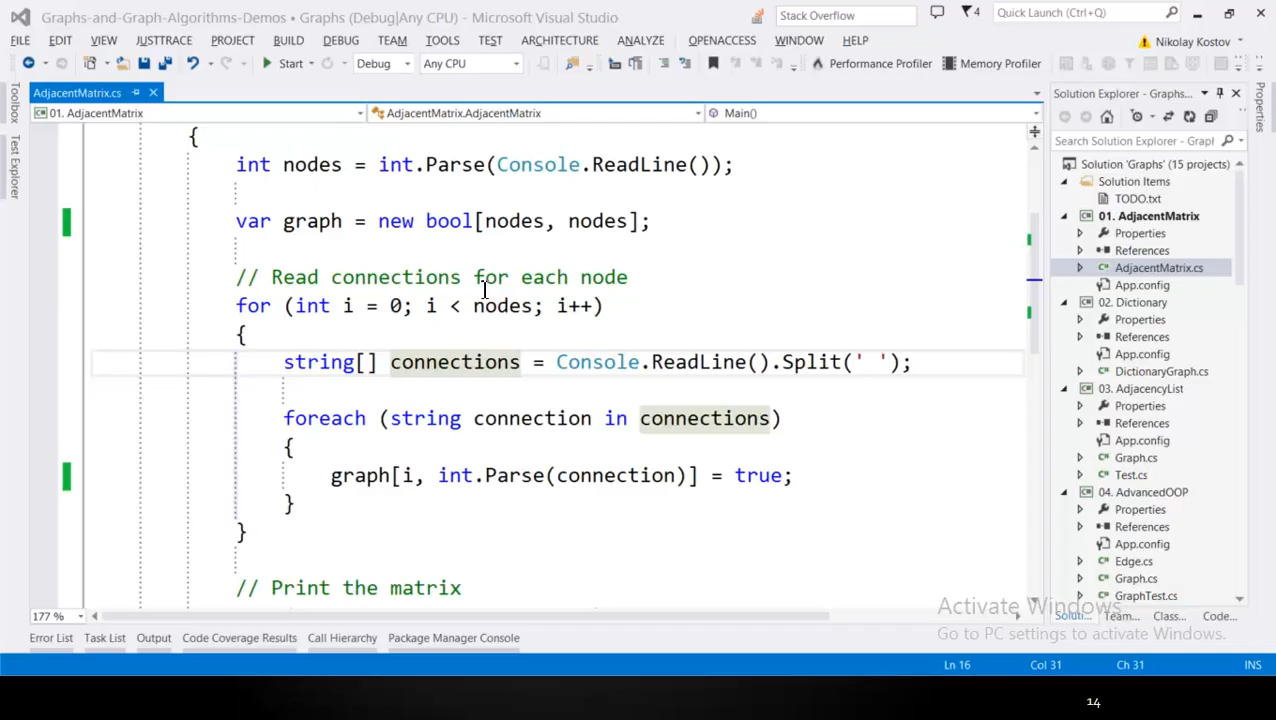 Graphs-and-Graph-Algorithms-Demos • Graphs (Debug|Any CPU) - Microsoft Visual Studio
Stack Overflow
4
Quick Launch (Ctrl+Q)
FILE EDIT VIEW JUSTTRACE PROJECT BUILD DEBUG TEAM TOOLS TEST ARCHITECTURE ANALYZE OPENACCESS WINDOW HELP
Nikolay Kostov
Start Debug Any CPU Performance Profiler Memory Profiler
Toolbox
Test Explorer
AdjacentMatrix.cs
01. AdjacentMatrix
AdjacentMatrix.AdjacentMatrix
Main()
{
int nodes = int.Parse(Console.ReadLine());
var graph = new bool[nodes, nodes];
// Read connections for each node
for (int i = 0; i < nodes; i++)
{
string[] connections = Console.ReadLine().Split(' ');
foreach (string connection in connections)
{
graph[i, int.Parse(connection)] = true;
}
}
// Print the matrix
177 %
Solution Explorer - Graphs...
Search Solution Explorer - Graphs
Solution 'Graphs' (15 projects)
Solution Items
TODO.txt
01. AdjacentMatrix
Properties
References
AdjacentMatrix.cs
App.config
02. Dictionary
Properties
References
App.config
DictionaryGraph.cs
03. AdjacencyList
Properties
References
App.config
Graph.cs
Test.cs
04. AdvancedOOP
Properties
References
App.config
Edge.cs
Graph.cs
GraphTest.cs
Soluti... Team... Class... Code...
Properties
Activate Windows
Go to PC settings to activate Windows.
Error List Task List Output Code Coverage Results Call Hierarchy Package Manager Console
Ln 16 Col 31 Ch 31 INS
14